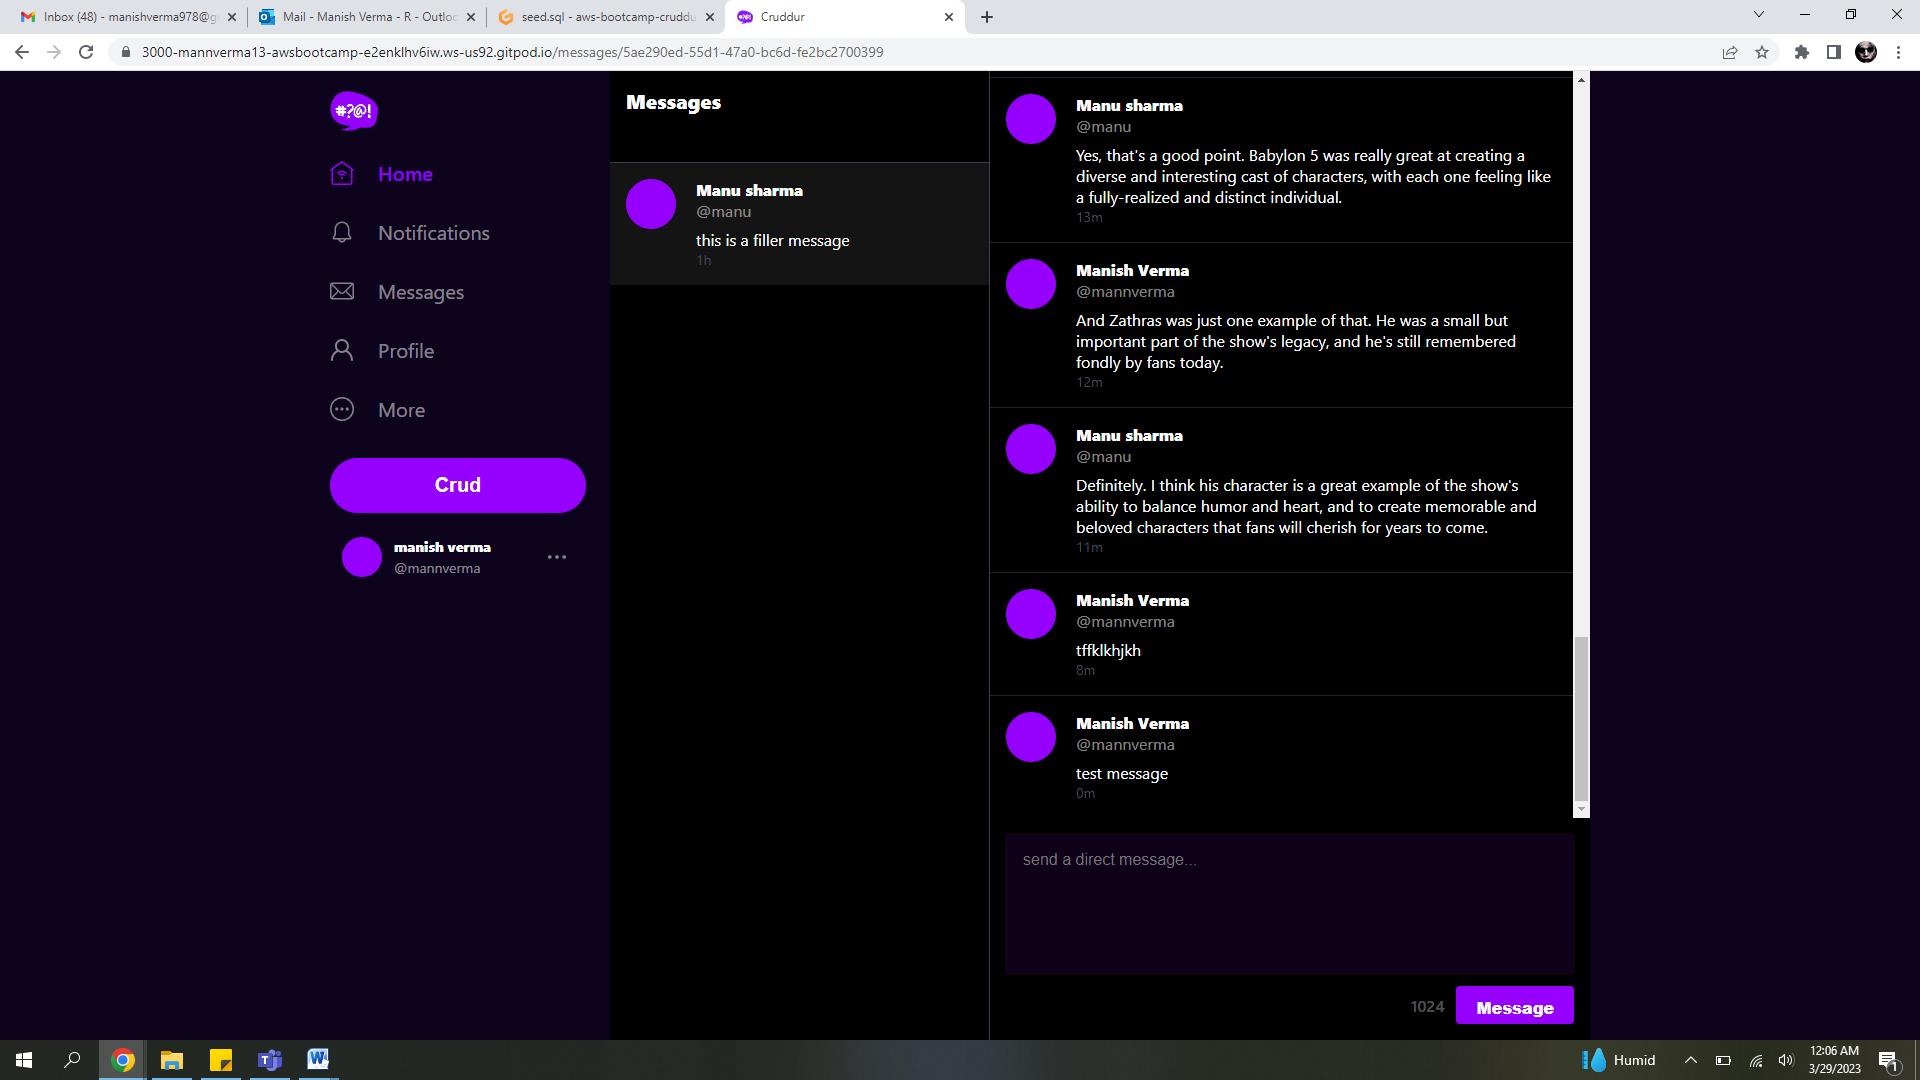 Inbox (48) - manishverma978@g
Mail - Manish Verma - R - Outloo
seed.sql - aws-bootcamp-cruddu
Cruddur
3000-mannverma13-awsbootcamp-e2enklhv6iw.ws-us92.gitpod.io/messages/5ae290ed-55d1-47a0-bc6d-fe2bc2700399
#?@!
Home
Notifications
Messages
Profile
More
Crud
manish verma
@mannverma
Messages
Manu sharma
@manu
this is a filler message
1h
Manu sharma
@manu
Yes, that's a good point. Babylon 5 was really great at creating a
diverse and interesting cast of characters, with each one feeling like
a fully-realized and distinct individual.
13m
Manish Verma
@mannverma
And Zathras was just one example of that. He was a small but
important part of the show's legacy, and he's still remembered
fondly by fans today.
12m
Manu sharma
@manu
Definitely. I think his character is a great example of the show's
ability to balance humor and heart, and to create memorable and
beloved characters that fans will cherish for years to come.
11m
Manish Verma
@mannverma
tffklkhjkh
8m
Manish Verma
@mannverma
test message
0m
send a direct message...
1024
Message
Humid
12:06 AM
3/29/2023
1